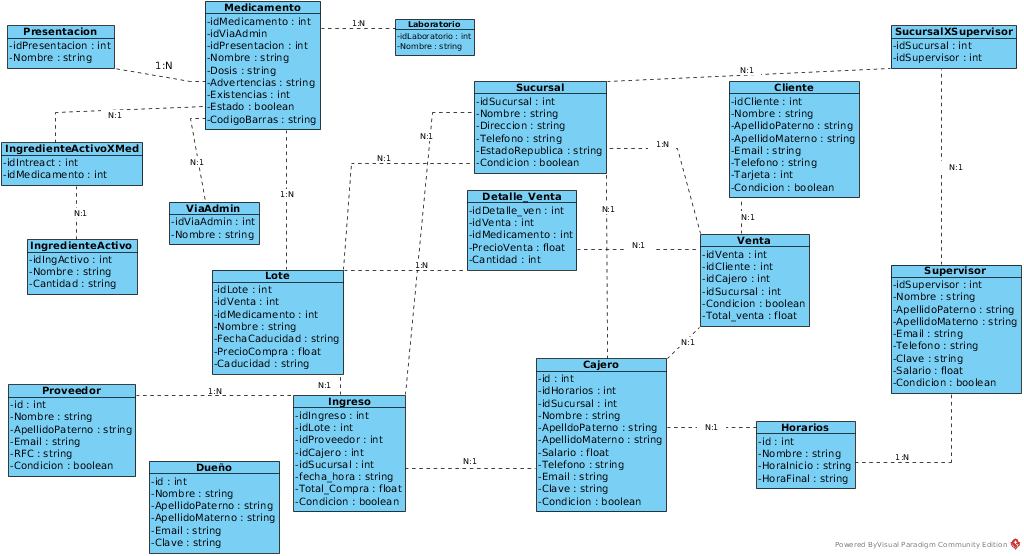 Presentacion
-idPresentacion : int
-Nombre : string
Medicamento
-idMedicamento : int
-idViaAdmin
-idPresentacion : int
-Nombre : string
-Dosis : string
-Advertencias : string
-Existencias : int
-Estado : boolean
-CodigoBarras : string
1:N
Laboratorio
-idLaboratorio : int
-Nombre : string
SucursalXSupervisor
-idSucursal : int
-idSupervisor : int
1:N
N:1
Sucursal
-idSucursal : int
-Nombre : string
-Direccion : string
-Telefono : string
-EstadoRepublica : string
-Condicion : boolean
Cliente
-idCliente : int
-Nombre : string
-ApellidoPaterno : string
-ApellidoMaterno : string
-Email : string
-Telefono : string
-Tarjeta : int
-Condicion : boolean
N:1
N:1
IngredienteActivoXMed
-idIntreact : int
-idMedicamento : int
N:1
N:1
1:N
N:1
1:N
Detalle_Venta
-idDetalle_ven : int
-idVenta : int
-idMedicamento : int
-PrecioVenta : float
-Cantidad : int
ViaAdmin
-idViaAdmin : int
-Nombre : string
N:1
N:1
N:1
IngredienteActivo
-idIngActivo : int
-Nombre : string
-Cantidad : string
N:1
Venta
-idVenta : int
-idCliente : int
-idCajero : int
-idSucursal : int
-Condicion : boolean
-Total_venta : float
1:N
Lote
-idLote : int
-idVenta : int
-idMedicamento : int
-Nombre : string
-FechaCaducidad : string
-PrecioCompra : float
-Caducidad : string
Supervisor
-idSupervisor : int
-Nombre : string
-ApellidoPaterno : string
-ApellidoMaterno : string
-Email : string
-Telefono : string
-Clave : string
-Salario : float
-Condicion : boolean
N:1
Cajero
-id : int
-idHorarios : int
-idSucursal : int
-Nombre : string
-ApelldoPaterno : string
-ApellidoMaterno : string
-Salario : float
-Telefono : string
-Email : string
-Clave : string
-Condicion : boolean
Proveedor
-id : int
-Nombre : string
-ApellidoPaterno : string
-Email : string
-RFC : string
-Condicion : boolean
1:N
N:1
Ingreso
-idIngreso : int
-idLote : int
-idProveedor : int
-idCajero : int
-idSucursal : int
-fecha_hora : string
-Total_Compra : float
-Condicion : boolean
N:1
N:1
Horarios
-id : int
-Nombre : string
-HoraInicio : string
-HoraFinal : string
1:N
Dueño
-id : int
-Nombre : string
-ApellidoPaterno : string
-ApellidoMaterno : string
-Email : string
-Clave : string
Powered ByVisual Paradigm Community Edition